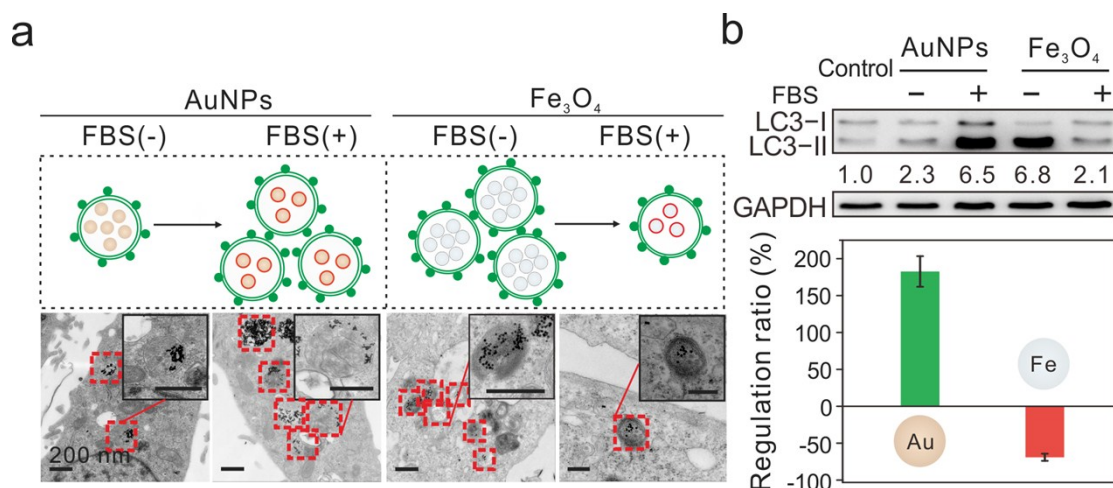 a
AuNPs
Fe₃O₄
FBS(-)
FBS(+)
FBS(-)
FBS(+)
200 nm
b
Control
AuNPs
Fe₃O₄
FBS
−
+
−
+
LC3-I
LC3-II
1.0 2.3 6.5 6.8 2.1
GAPDH
Regulation ratio (%)
200
150
100
50
0
-50
-100
Au
Fe